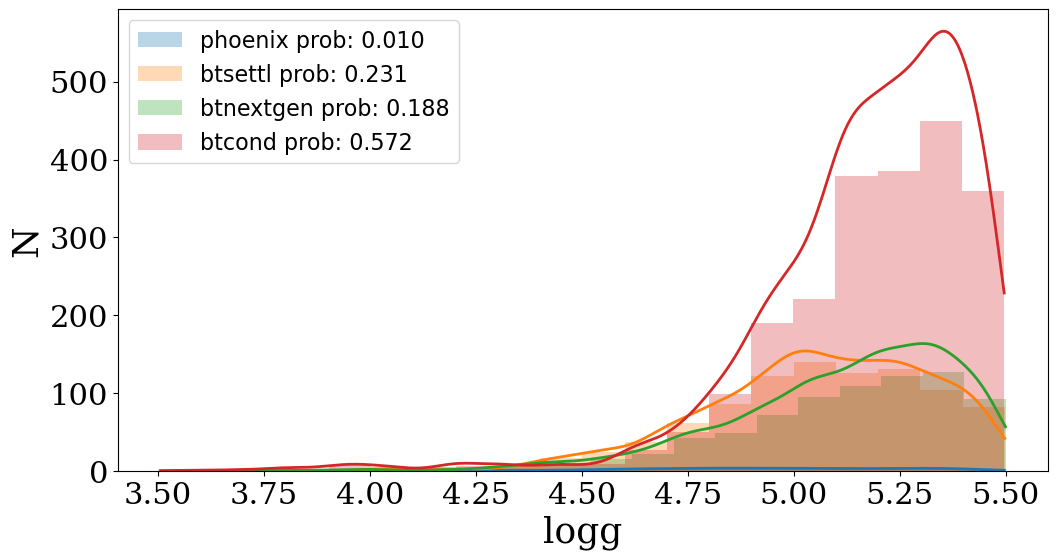 phoenix prob: 0.010
btsettl prob: 0.231
btnextgen prob: 0.188
btcond prob: 0.572
N
500
400
300
200
100
0
3.50 3.75 4.00 4.25 4.50 4.75 5.00 5.25 5.50
logg